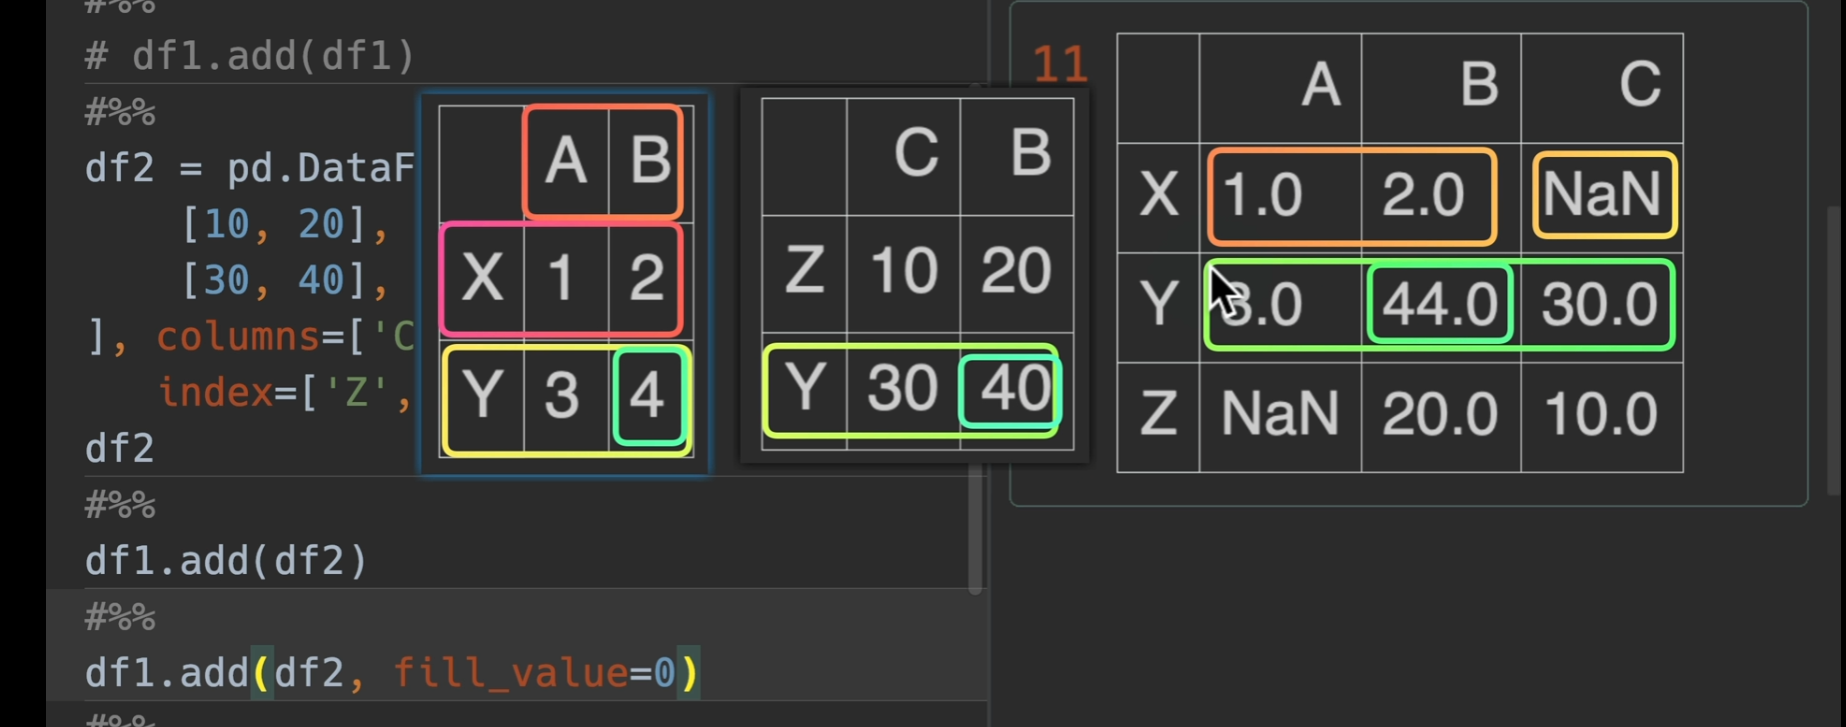 #%%
# df1.add(df1)
#%%
df2 = pd.DataF
[10, 20],
[30, 40],
], columns=['C
index=['Z',
df2
#%%
df1.add(df2)
#%%
df1.add(df2, fill_value=0)
#%%
A B
X 1 2
Y 3 4
C B
Z 10 20
Y 30 40
11
A B C
X 1.0 2.0 NaN
Y 3.0 44.0 30.0
Z NaN 20.0 10.0